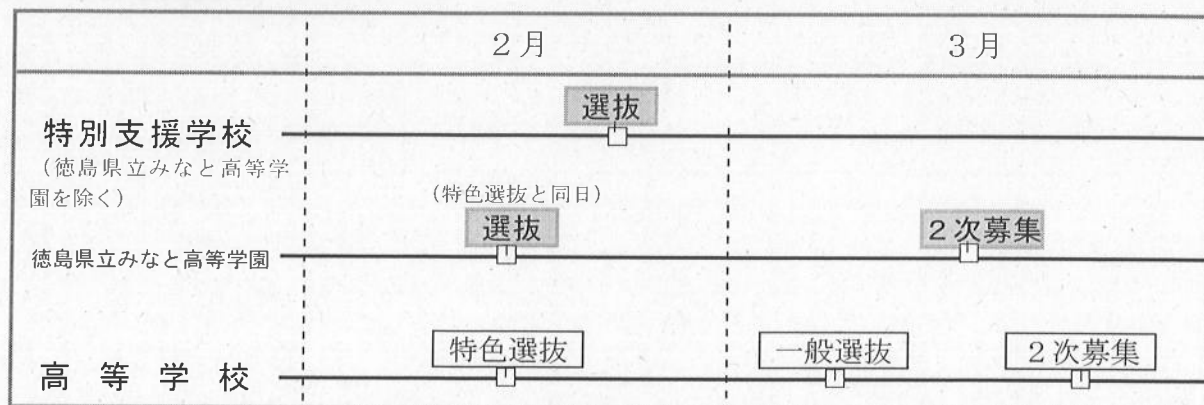 2月 3月
選抜
特別支援学校
(徳島県立みなと高等学
園を除く)
(特色選抜と同日)
選抜 2次募集
徳島県立みなと高等学園
特色選抜 一般選抜 2次募集
高等学校